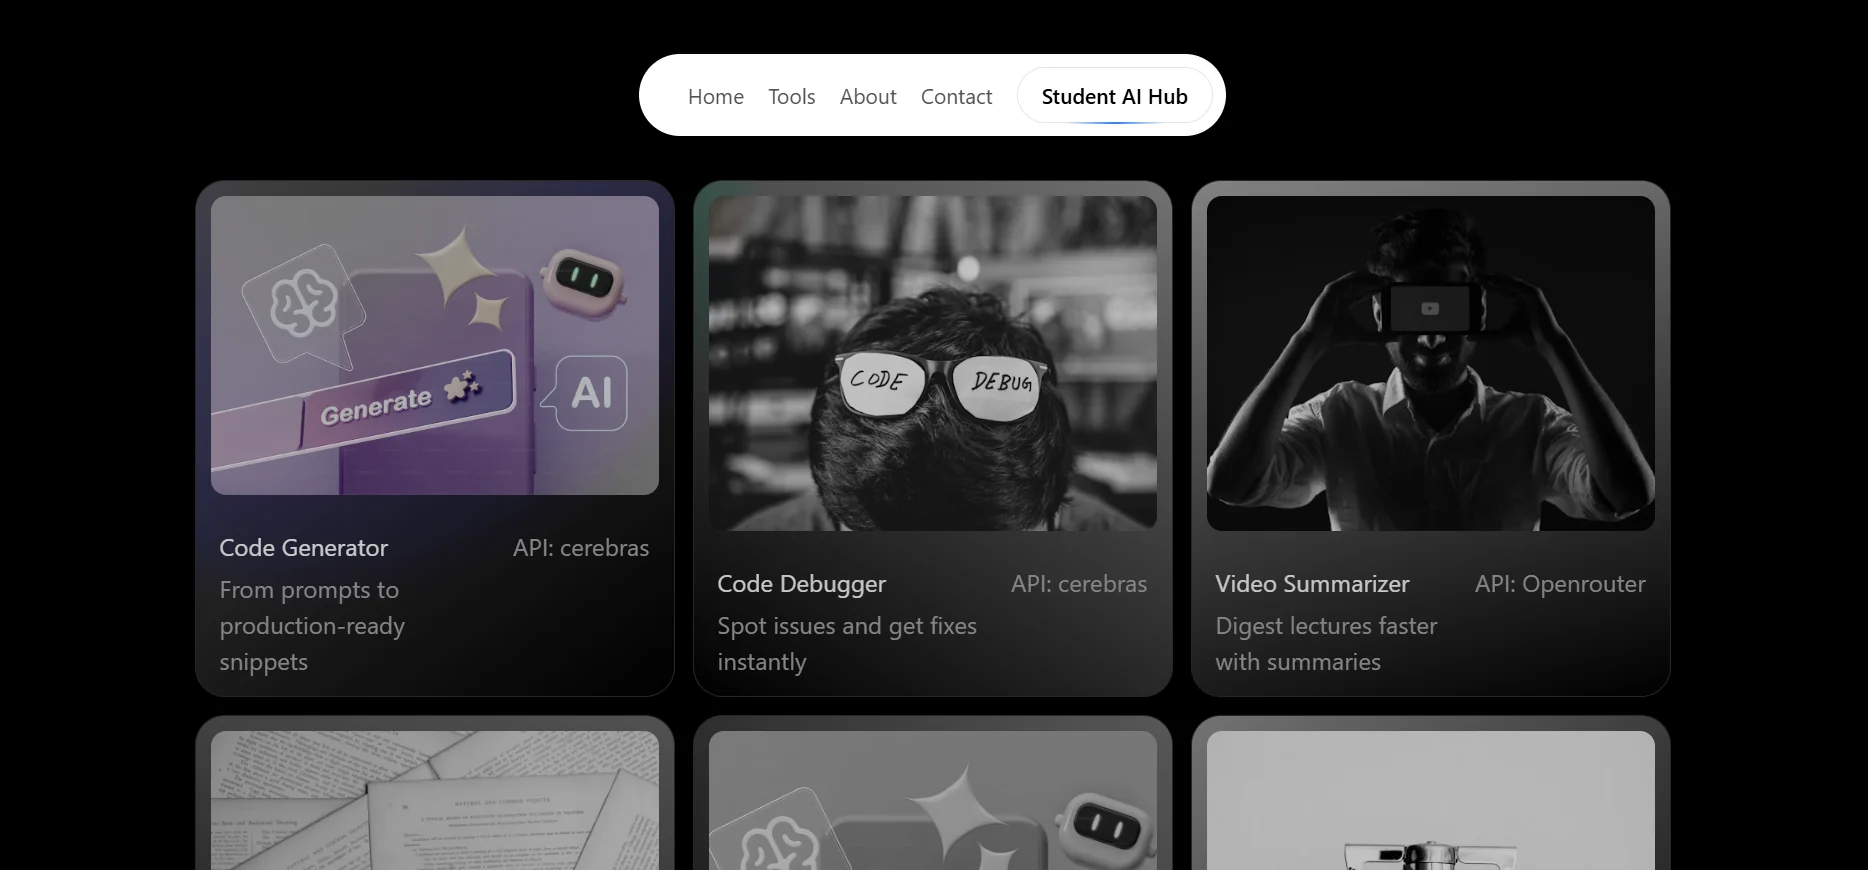 Home Tools About Contact Student AI Hub
Generate
AI
CODE DEBUG
Code Generator API: cerebras
From prompts to
production-ready
snippets
Code Debugger API: cerebras
Spot issues and get fixes
instantly
Video Summarizer API: Openrouter
Digest lectures faster
with summaries